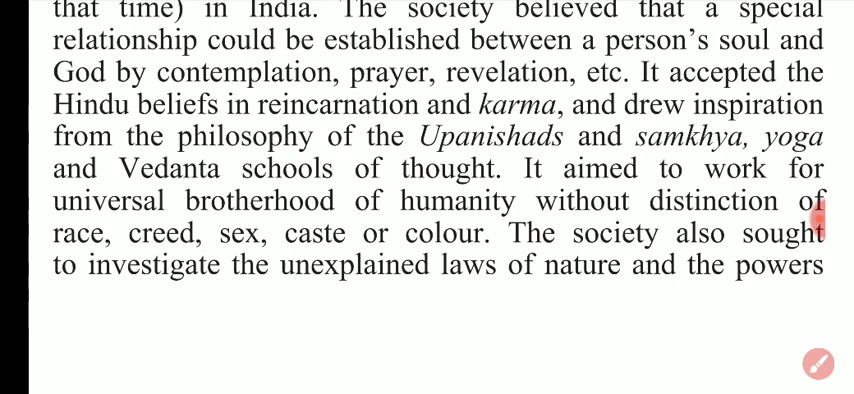 that time) in India. The society believed that a special
relationship could be established between a person's soul and
God by contemplation, prayer, revelation, etc. It accepted the
Hindu beliefs in reincarnation and karma, and drew inspiration
from the philosophy of the Upanishads and samkhya, yoga
and Vedanta schools of thought. It aimed to work for
universal brotherhood of humanity without distinction of
race, creed, sex, caste or colour. The society also sought
to investigate the unexplained laws of nature and the powers